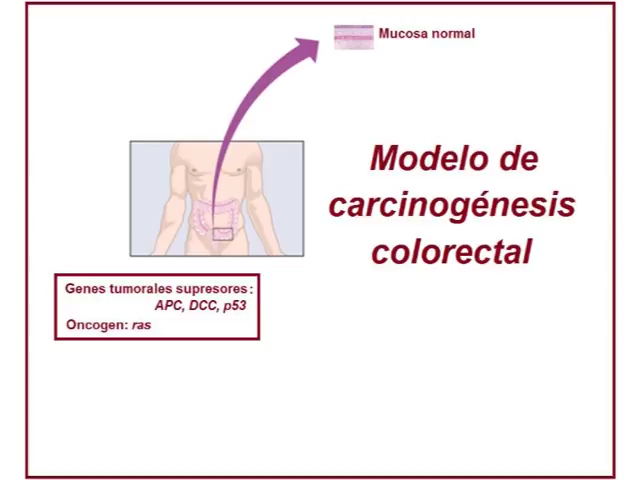 Mucosa normal
Modelo de
carcinogénesis
colorectal
Genes tumorales supresores:
APC, DCC, p53
Oncogen: ras